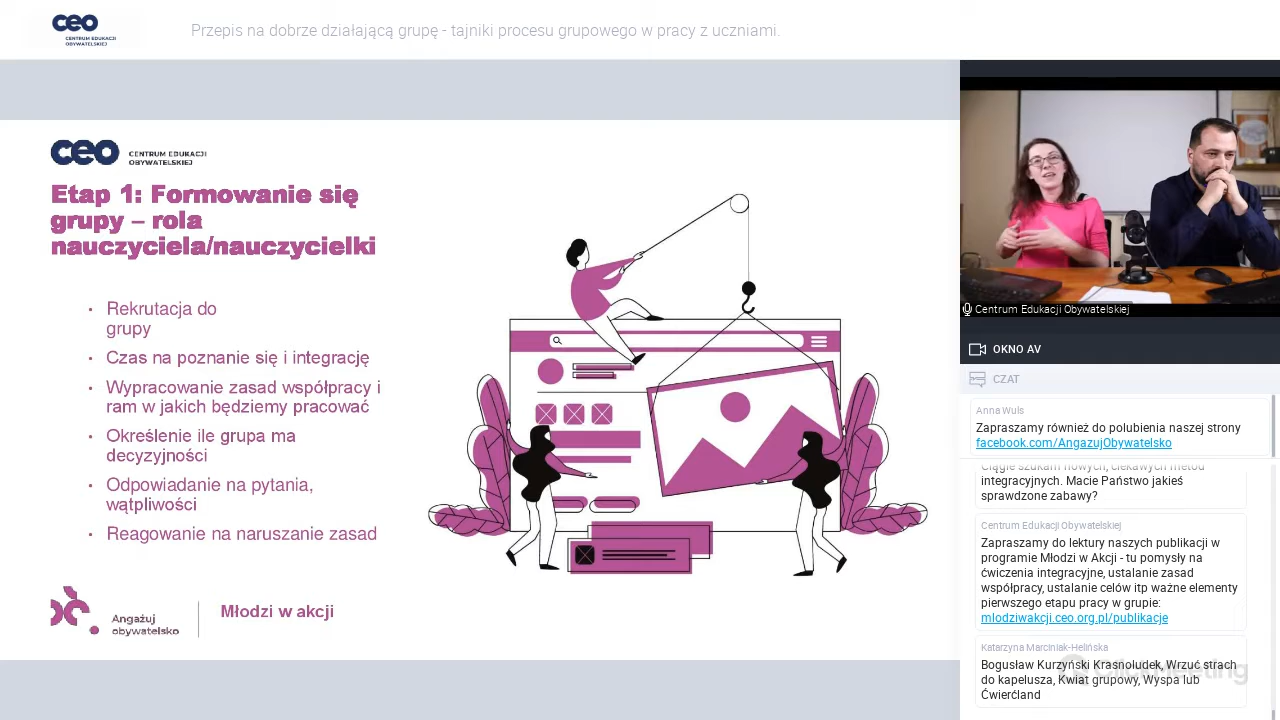 ceo
CENTRUM EDUKACJI
OBYWATELSKIEJ
Przepis na dobrze działającą grupę - tajniki procesu grupowego w pracy z uczniami.
ceo
CENTRUM EDUKACJI
OBYWATELSKIEJ
Etap 1: Formowanie się
grupy – rola
nauczyciela/nauczycielki
• Rekrutacja do
grupy
• Czas na poznanie się i integrację
• Wypracowanie zasad współpracy i
ram w jakich będziemy pracować
• Określenie ile grupa ma
decyzyjności
• Odpowiadanie na pytania,
wątpliwości
• Reagowanie na naruszanie zasad
Angażuj
obywatelsko
Młodzi w akcji
Centrum Edukacji Obywatelskiej
OKNO AV
CZAT
Anna Wuls
Zapraszamy również do polubienia naszej strony
facebook.com/AngazujObywatelsko
Ciągle szukam nowych, ciekawych metod
integracyjnych. Macie Państwo jakieś
sprawdzone zabawy?
Centrum Edukacji Obywatelskiej
Zapraszamy do lektury naszych publikacji w
programie Młodzi w Akcji - tu pomysły na
ćwiczenia integracyjne, ustalanie zasad
współpracy, ustalanie celów itp ważne elementy
pierwszego etapu pracy w grupie:
mlodziwakcji.ceo.org.pl/publikacje
Katarzyna Marciniak-Helińska
Bogusław Kurzyński Krasnoludek, Wrzuć strach
do kapelusza, Kwiat grupowy, Wyspa lub
Ćwierćland
ClickMeeting